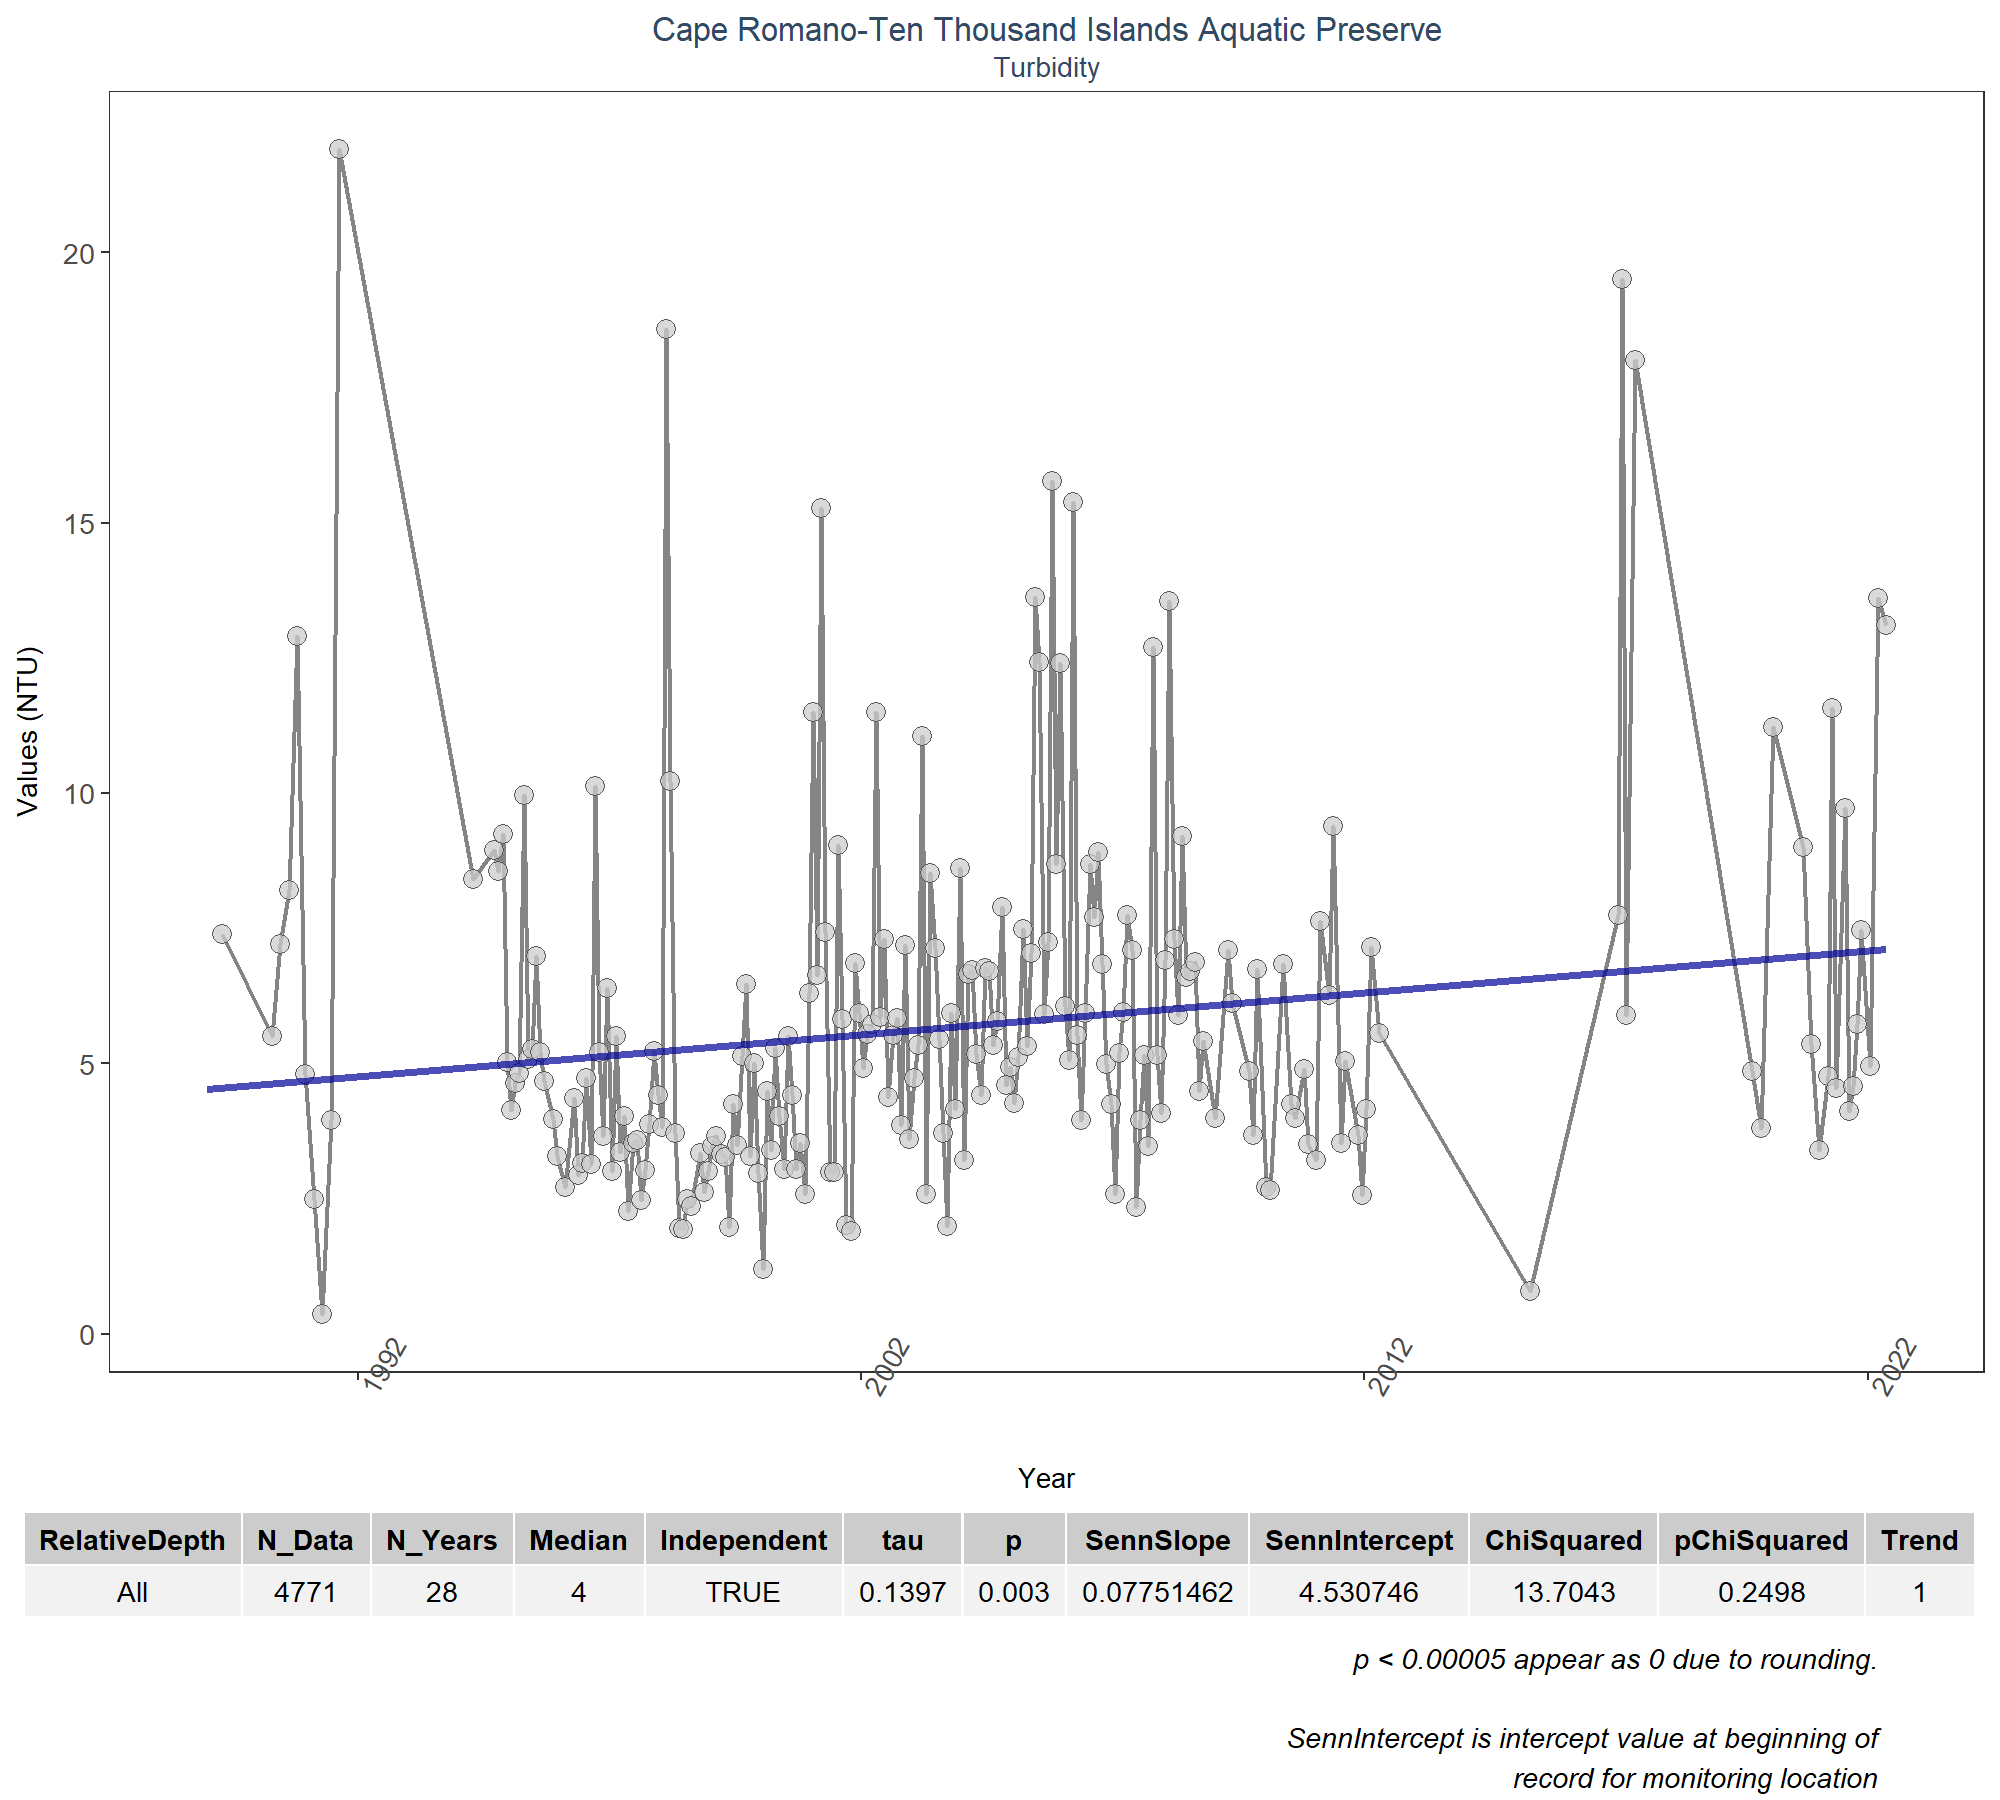 Cape Romano-Ten Thousand Islands Aquatic Preserve
Turbidity
Values (NTU)
20
15
10
5
0
1992
2002
2012
2022
Year
RelativeDepth N_Data N_Years Median Independent tau p SennSlope SennIntercept ChiSquared pChiSquared Trend
All 4771 28 4 TRUE 0.1397 0.003 0.07751462 4.530746 13.7043 0.2498 1
p < 0.00005 appear as 0 due to rounding.
SennIntercept is intercept value at beginning of
record for monitoring location